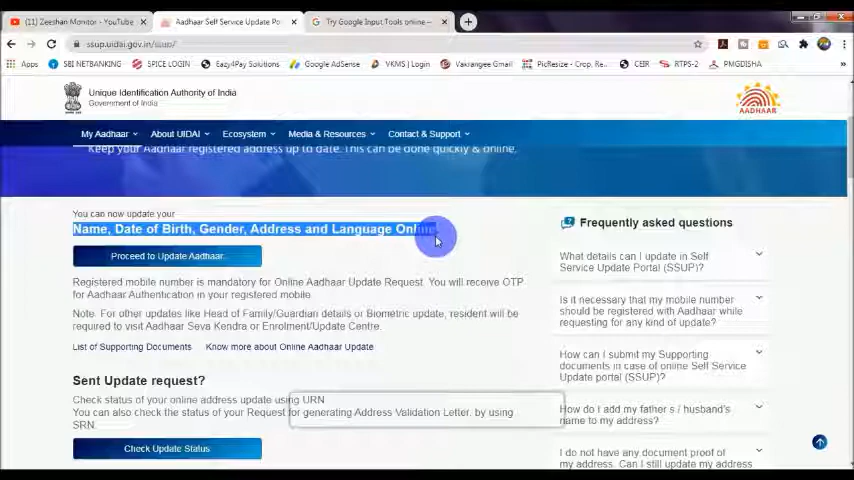 (11) Zeeshan Monitor - YouTube
Aadhaar Self Service Update Po
Try Google Input Tools online –
ssup.uidai.gov.in/ssup/
Apps
SBI NETBANKING
SPICE LOGIN
Eazy4Pay Solutions
Google AdSense
VKMS | Login
Vakrangee Gmail
PicResize - Crop, Re...
CEIR
RTPS-2
PMGDISHA
Unique Identification Authority of India
Government of India
AADHAAR
My Aadhaar
About UIDAI
Ecosystem
Media & Resources
Contact & Support
Keep your Aadhaar registered address up to date. This can be done quickly & online.
You can now update your
Name, Date of Birth, Gender, Address and Language Online.
Proceed to Update Aadhaar
Registered mobile number is mandatory for Online Aadhaar Update Request. You will receive OTP
for Aadhaar Authentication in your registered mobile
Note. For other updates like Head of Family/Guardian details or Biometric update, resident will be
required to visit Aadhaar Seva Kendra or Enrolment/Update Centre.
List of Supporting Documents
Know more about Online Aadhaar Update
Sent Update request?
Check status of your online address update using URN
You can also check the status of your Request for generating Address Validation Letter, by using
SRN.
Check Update Status
Frequently asked questions
What details can I update in Self
Service Update Portal (SSUP)?
Is it necessary that my mobile number
should be registered with Aadhaar while
requesting for any kind of update?
How can I submit my Supporting
documents in case of online Self Service
Update portal (SSUP)?
How do I add my father s / husband's
name to my address?
I do not have any document proof of
my address. Can I still update my address